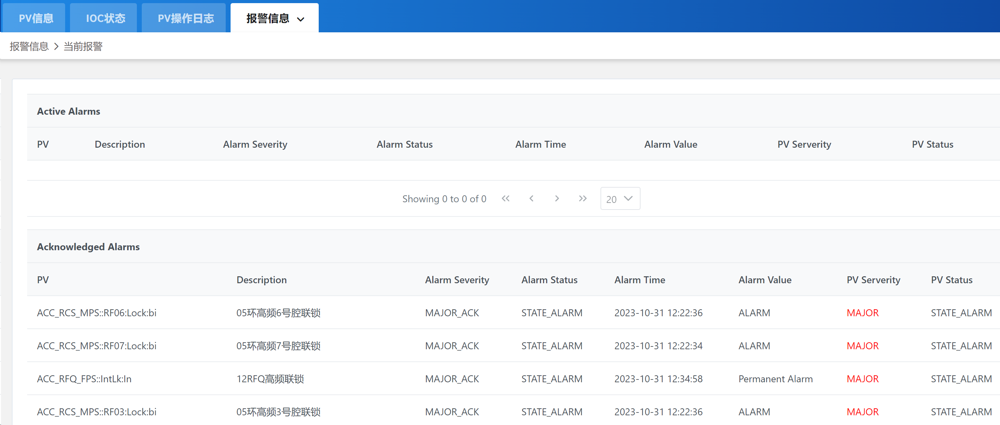 PV信息 IOC状态 PV操作日志 报警信息
报警信息 > 当前报警
Active Alarms
PV Description Alarm Severity Alarm Status Alarm Time Alarm Value PV Serverity PV Status
Showing 0 to 0 of 0 « < > » 20
Acknowledged Alarms
PV Description Alarm Severity Alarm Status Alarm Time Alarm Value PV Serverity PV Status
ACC_RCS_MPS::RF06:Lock:bi 05环高频6号腔联锁 MAJOR_ACK STATE_ALARM 2023-10-31 12:22:36 ALARM MAJOR STATE_ALARM
ACC_RCS_MPS::RF07:Lock:bi 05环高频7号腔联锁 MAJOR_ACK STATE_ALARM 2023-10-31 12:22:34 ALARM MAJOR STATE_ALARM
ACC_RFQ_FPS::IntLk:In 12RFQ高频联锁 MAJOR_ACK STATE_ALARM 2023-10-31 12:34:58 Permanent Alarm MAJOR STATE_ALARM
ACC_RCS_MPS::RF03:Lock:bi 05环高频3号腔联锁 MAJOR_ACK STATE_ALARM 2023-10-31 12:22:36 ALARM MAJOR STATE_ALARM